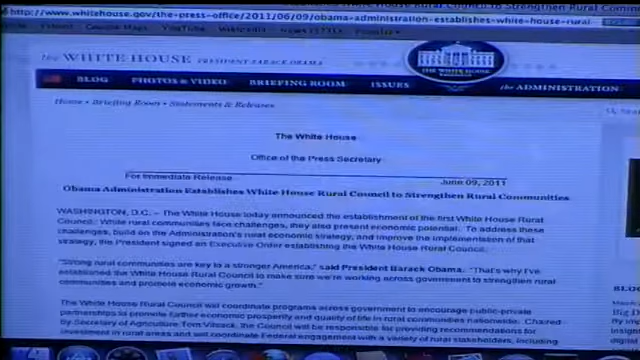 http://www.whitehouse.gov/the-press-office/2011/06/09/obama-administration-establishes-white-house-rural
Google Maps YouTube Wikipedia Popular
the WHITE HOUSE PRESIDENT BARACK OBAMA
THE WHITE HOUSE
BLOG PHOTOS & VIDEO BRIEFING ROOM ISSUES the ADMINISTRATION
Home • Briefing Room • Statements & Releases
The White House
Office of the Press Secretary
For Immediate Release June 09, 2011
Obama Administration Establishes White House Rural Council to Strengthen Rural Communities
WASHINGTON, D.C. – The White House today announced the establishment of the first White House Rural
Council. While rural communities face challenges, they also present economic potential. To address these
challenges, build on the Administration's rural economic strategy, and improve the implementation of that
strategy, the President signed an Executive Order establishing the White House Rural Council.
"Strong rural communities are key to a stronger America," said President Barack Obama. "That's why I've
established the White House Rural Council to make sure we're working across government to strengthen rural
communities and promote economic growth."
The White House Rural Council will coordinate programs across government to encourage public-private
partnerships to promote further economic prosperity and quality of life in rural communities nationwide. Chaired
by Secretary of Agriculture Tom Vilsack, the Council will be responsible for providing recommendations for
investment in rural areas and will coordinate Federal engagement with a variety of rural stakeholders, including
BLOG